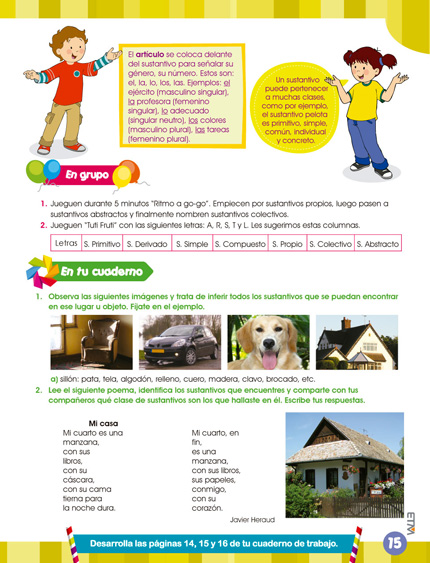 El artículo se coloca delante
del sustantivo para señalar su
género, su número. Estos son:
el, la, lo, los, las. Ejemplos: el
ejército (masculino singular),
la profesora (femenino
singular), lo adecuado
(singular neutro), los colores
(masculino plural), las tareas
(femenino plural).
Un sustantivo
puede pertenecer
a muchas clases,
como por ejemplo,
el sustantivo pelota
es primitivo, simple,
común, individual
y concreto.
En grupo
1. Jueguen durante 5 minutos "Ritmo a go-go". Empiecen por sustantivos propios, luego pasen a
sustantivos abstractos y finalmente nombren sustantivos colectivos.
2. Jueguen "Tuti Fruti" con las siguientes letras: A, R, S, T y L. Les sugerimos estas columnas.
Letras S. Primitivo S. Derivado S. Simple S. Compuesto S. Propio S. Colectivo S. Abstracto
En tu cuaderno
1. Observa las siguientes imágenes y trata de inferir todos los sustantivos que se puedan encontrar
en ese lugar u objeto. Fíjate en el ejemplo.
a) sillón: pata, tela, algodón, relleno, cuero, madera, clavo, brocado, etc.
2. Lee el siguiente poema, identifica los sustantivos que encuentres y comparte con tus
compañeros qué clase de sustantivos son los que hallaste en él. Escribe tus respuestas.
Mi casa
Mi cuarto es una
manzana,
con sus
libros,
con su
cáscara,
con su cama
tierna para
la noche dura.
Mi cuarto, en
fin,
es una
manzana,
con sus libros,
sus papeles,
conmigo,
con su
corazón.
Javier Heraud
Desarrolla las páginas 14, 15 y 16 de tu cuaderno de trabajo.
15